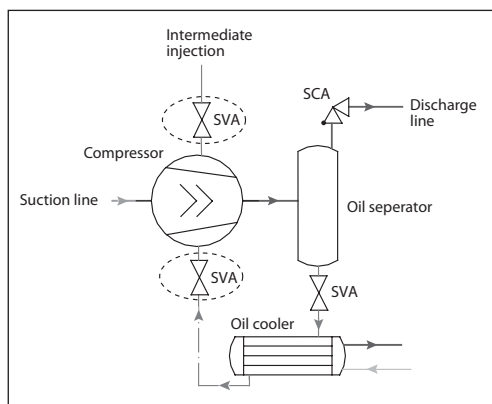 Intermediate
injection
SVA
SCA
Discharge
line
Compressor
Suction line
Oil seperator
SVA
SVA
Oil cooler